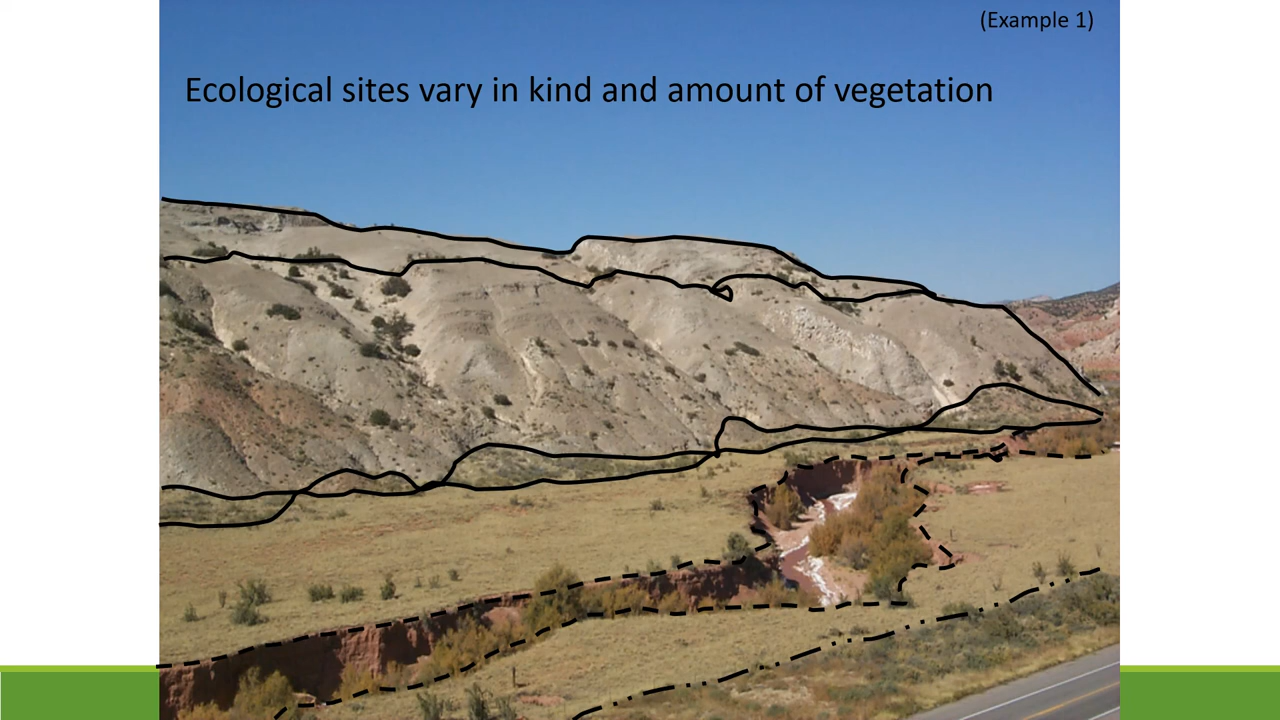 (Example 1)
Ecological sites vary in kind and amount of vegetation